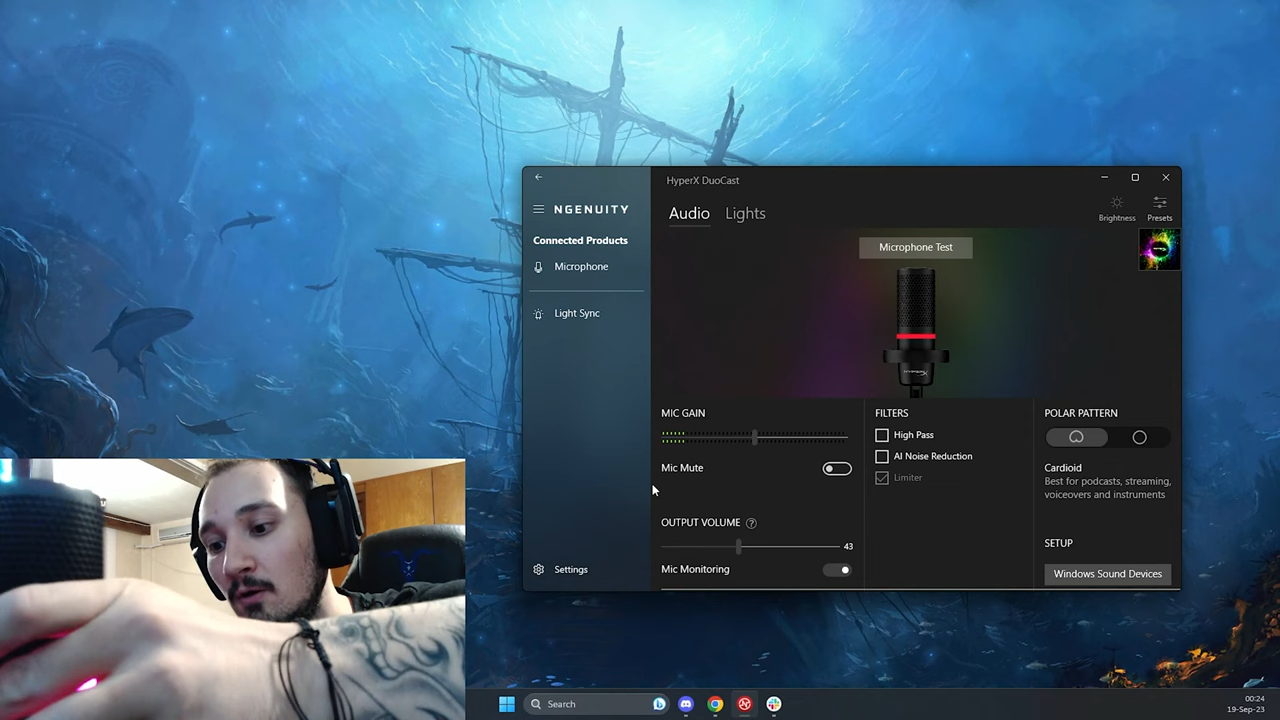 HyperX DuoCast
NGENUITY
Audio
Lights
Brightness
Presets
Connected Products
Microphone
Light Sync
Settings
Microphone Test
HYPERX
MIC GAIN
Mic Mute
OUTPUT VOLUME ?
43
Mic Monitoring
FILTERS
High Pass
AI Noise Reduction
Limiter
POLAR PATTERN
Cardioid
Best for podcasts, streaming,
voiceovers and instruments
SETUP
Windows Sound Devices
Search
00:24
19-Sep-23